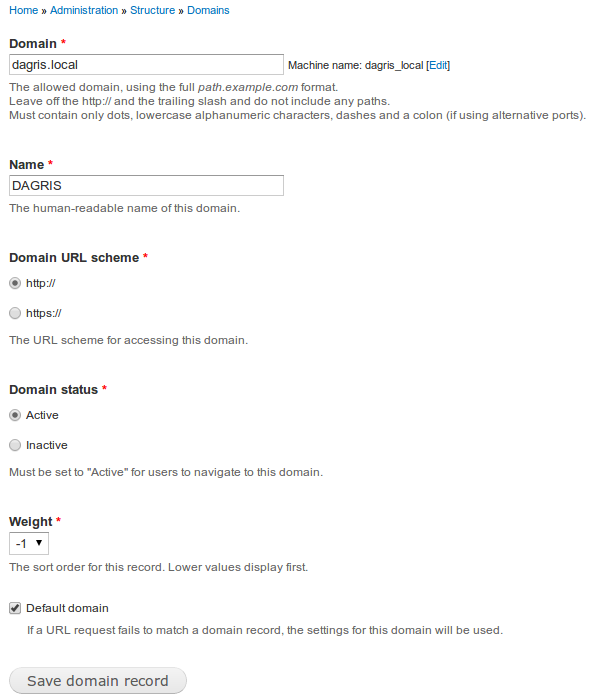 Home » Administration » Structure » Domains
Domain *
dagris.local Machine name: dagris_local [Edit]
The allowed domain, using the full path.example.com format.
Leave off the http:// and the trailing slash and do not include any paths.
Must contain only dots, lowercase alphanumeric characters, dashes and a colon (if using alternative ports).
Name *
DAGRIS
The human-readable name of this domain.
Domain URL scheme *
http://
https://
The URL scheme for accessing this domain.
Domain status *
Active
Inactive
Must be set to "Active" for users to navigate to this domain.
Weight *
-1
The sort order for this record. Lower values display first.
Default domain
If a URL request fails to match a domain record, the settings for this domain will be used.
Save domain record